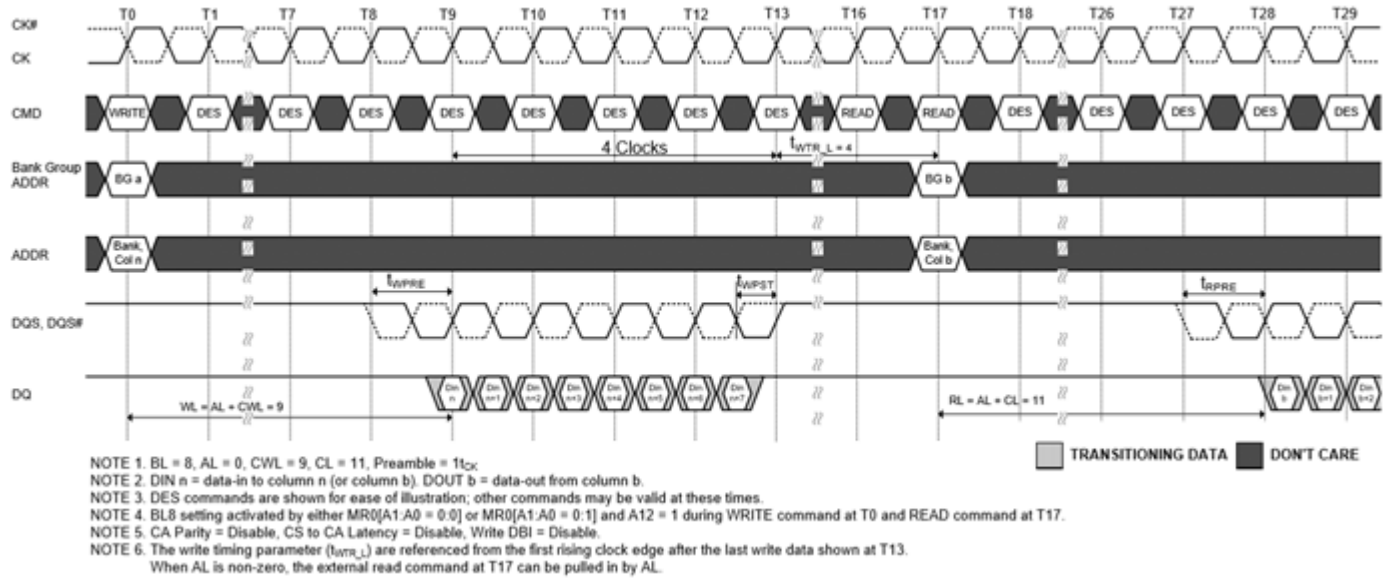 T0 T1 T7 T8 T9 T10 T11 T12 T13 T16 T17 T18 T26 T27 T28 T29
CK#
CK
CMD WRITE DES DES DES DES DES DES DES DES READ READ DES DES DES DES DES
4 Clocks tWTR_L = 4
Bank Group
ADDR
BG a BG b
ADDR
Bank, Bank,
Col n Col b
tWPRE tWPST tRPRE
DQS, DQS#
DQ
Din Din Din Din Din Din Din Din Din Din Din
n n+1 n+2 n+3 n+4 n+5 n+6 n+7 b b+1 b+2
WL = AL + CWL = 9 RL = AL + CL = 11
TRANSITIONING DATA DON'T CARE
NOTE 1. BL = 8, AL = 0, CWL = 9, CL = 11, Preamble = 1tCK
NOTE 2. DIN n = data-in to column n (or column b). DOUT b = data-out from column b.
NOTE 3. DES commands are shown for ease of illustration; other commands may be valid at these times.
NOTE 4. BL8 setting activated by either MR0[A1:A0 = 0:0] or MR0[A1:A0 = 0:1] and A12 = 1 during WRITE command at T0 and READ command at T17.
NOTE 5. CA Parity = Disable, CS to CA Latency = Disable, Write DBI = Disable.
NOTE 6. The write timing parameter (tWTR_L) are referenced from the first rising clock edge after the last write data shown at T13.
When AL is non-zero, the external read command at T17 can be pulled in by AL.